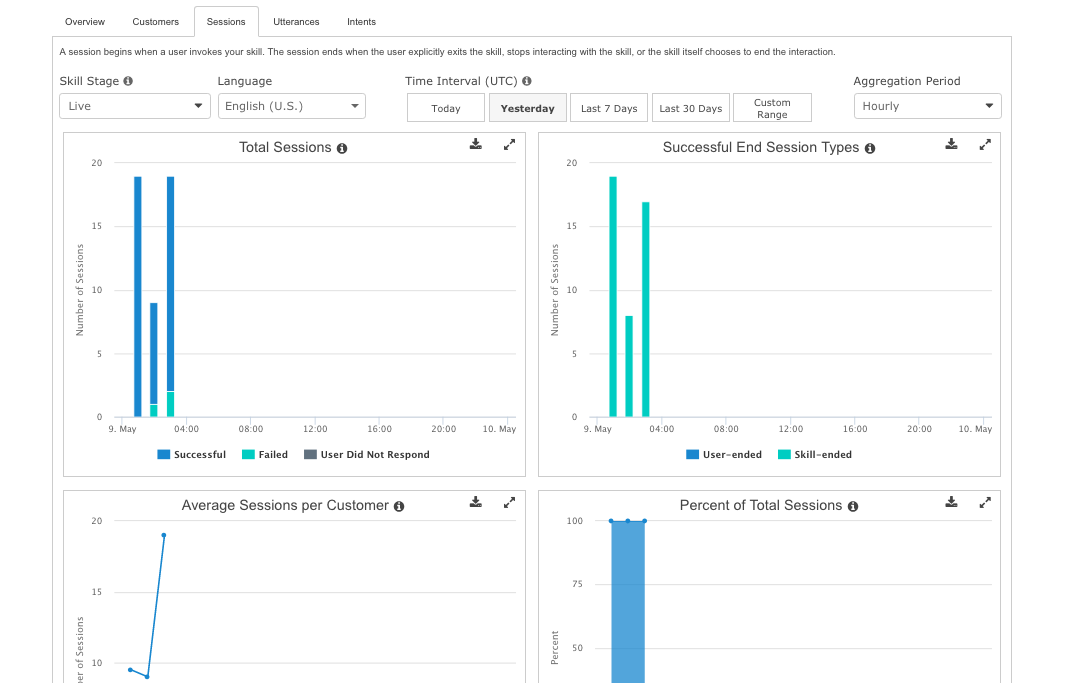 Overview Customers Sessions Utterances Intents
A session begins when a user invokes your skill. The session ends when the user explicitly exits the skill, stops interacting with the skill, or the skill itself chooses to end the interaction.
Skill Stage Language Time Interval (UTC) Aggregation Period
Live English (U.S.) Today Yesterday Last 7 Days Last 30 Days Custom Range Hourly
Total Sessions
20
15
10
5
0
Number of Sessions
9. May 04:00 08:00 12:00 16:00 20:00 10. May
Successful Failed User Did Not Respond
Successful End Session Types
20
15
10
5
0
Number of Sessions
9. May 04:00 08:00 12:00 16:00 20:00 10. May
User-ended Skill-ended
Average Sessions per Customer
20
15
10
er of Sessions
Percent of Total Sessions
100
75
50
Percent